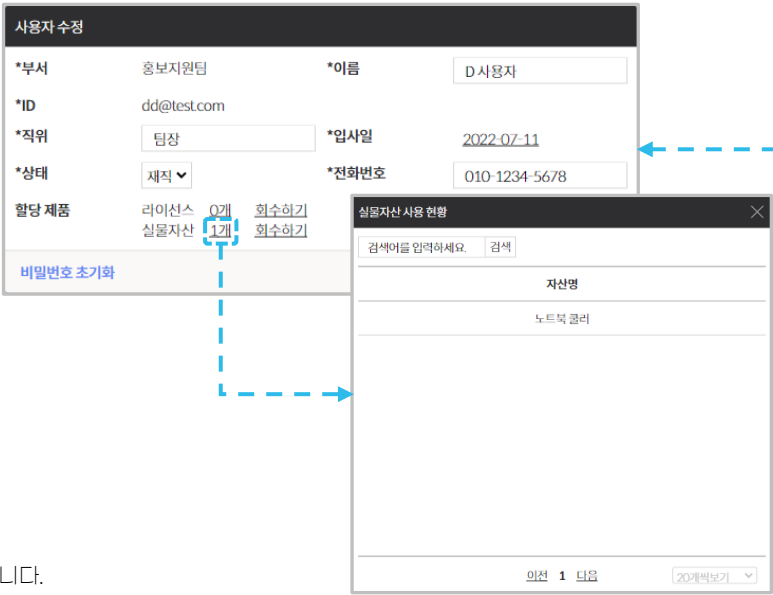 사용자 수정
*부서 홍보지원팀 *이름 D 사용자
*ID dd@test.com
*직위 팀장 *입사일 2022-07-11
*상태 재직 *전화번호 010-1234-5678
할당 제품 라이선스 0개 회수하기
실물자산 1개 회수하기
비밀번호 초기화
실물자산 사용 현황
검색어를 입력하세요. 검색
자산명
노트북 쿨러
이전 1 다음 20개씩보기
니다.